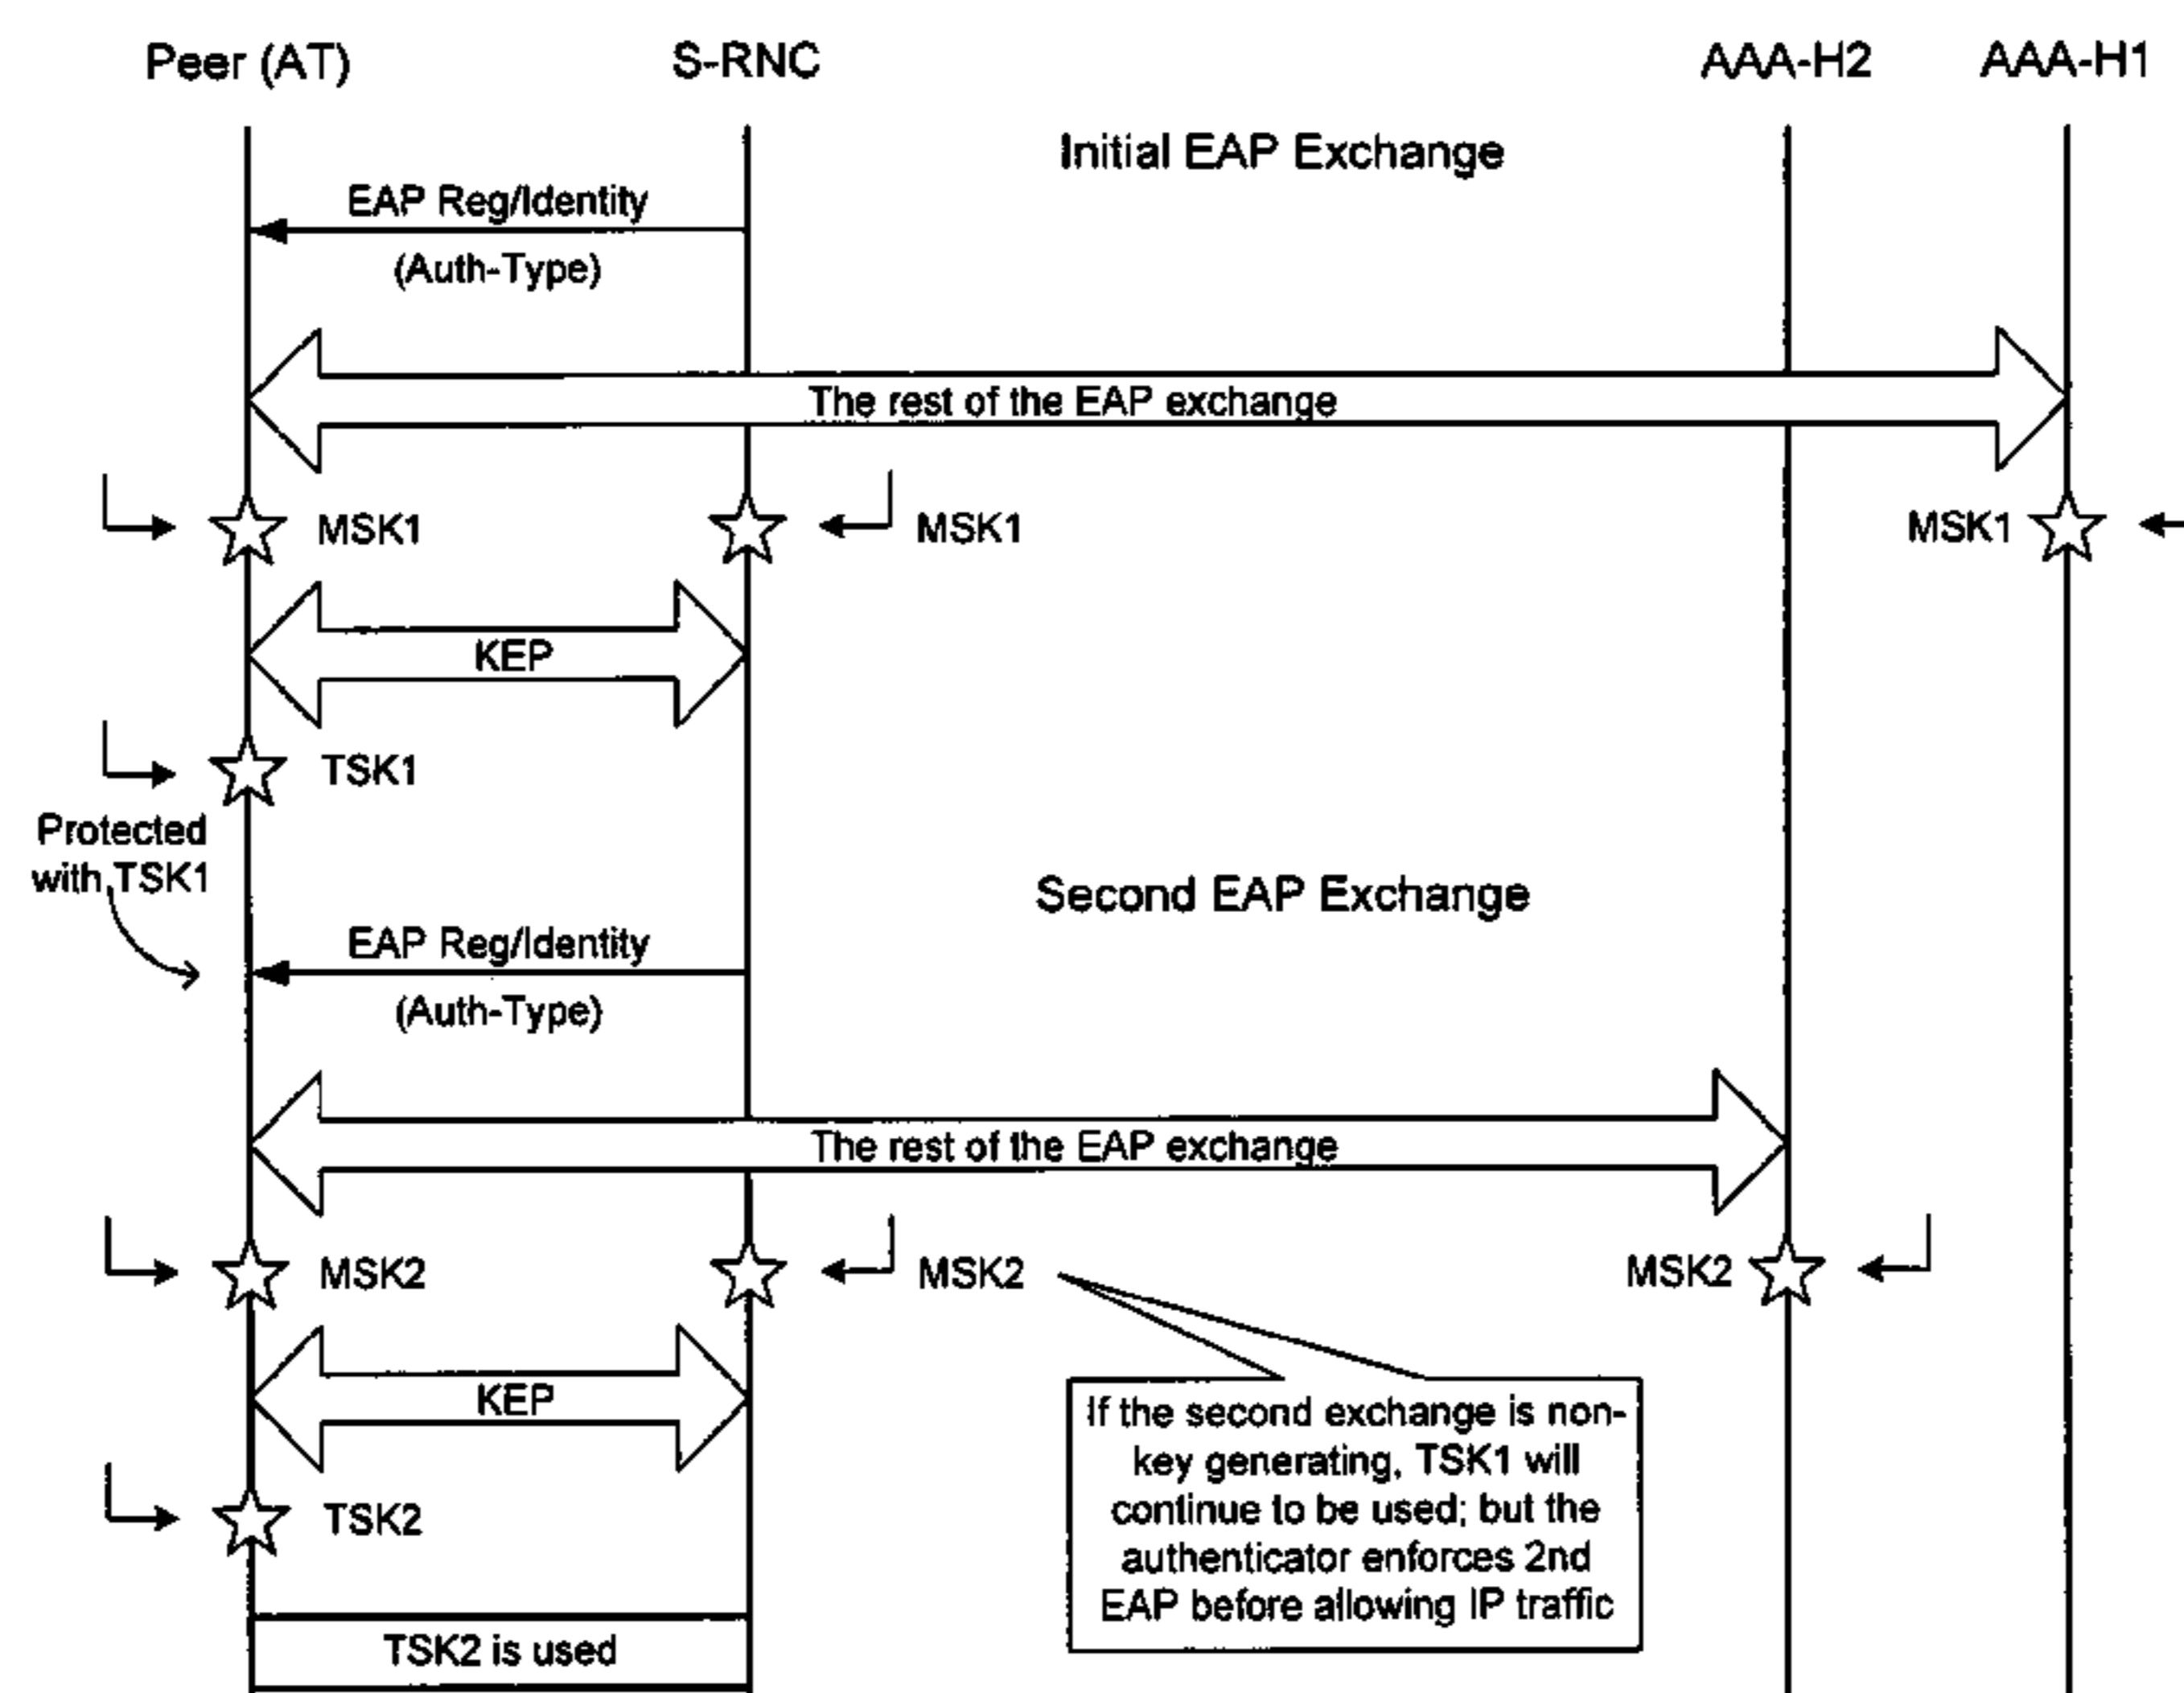 Peer (AT)
S-RNC
AAA-H2
AAA-H1
Initial EAP Exchange
EAP Reg/Identity
(Auth-Type)
The rest of the EAP exchange
MSK1
MSK1
MSK1
KEP
TSK1
Protected
with TSK1
Second EAP Exchange
EAP Reg/Identity
(Auth-Type)
The rest of the EAP exchange
MSK2
MSK2
MSK2
KEP
If the second exchange is non-
key generating, TSK1 will
continue to be used; but the
authenticator enforces 2nd
EAP before allowing IP traffic
TSK2
TSK2 is used